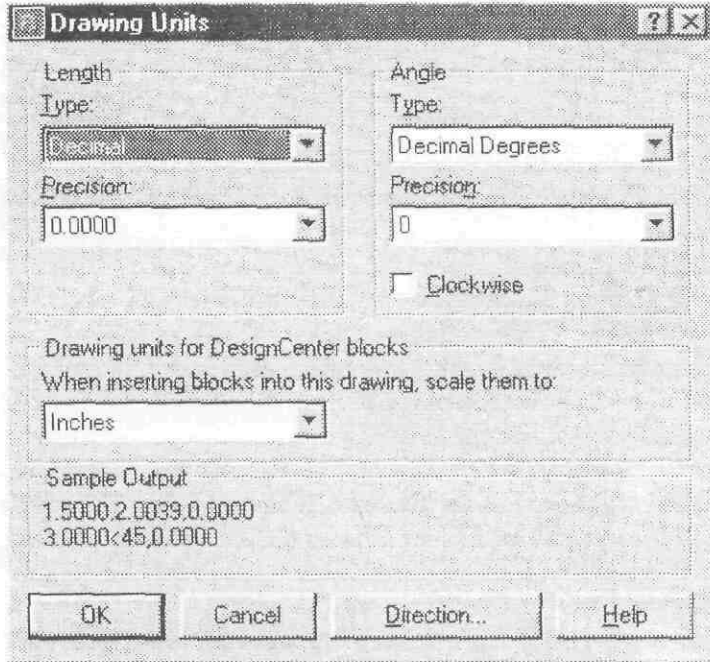 Drawing Units
Length
Type:
Decimal
Precision:
0.0000
Angle
Type:
Decimal Degrees
Precision:
0
Clockwise
Drawing units for DesignCenter blocks
When inserting blocks into this drawing, scale them to:
Inches
Sample Output
1.5000,2.0039,0.0000
3.0000<45,0.0000
OK Cancel Direction... Help